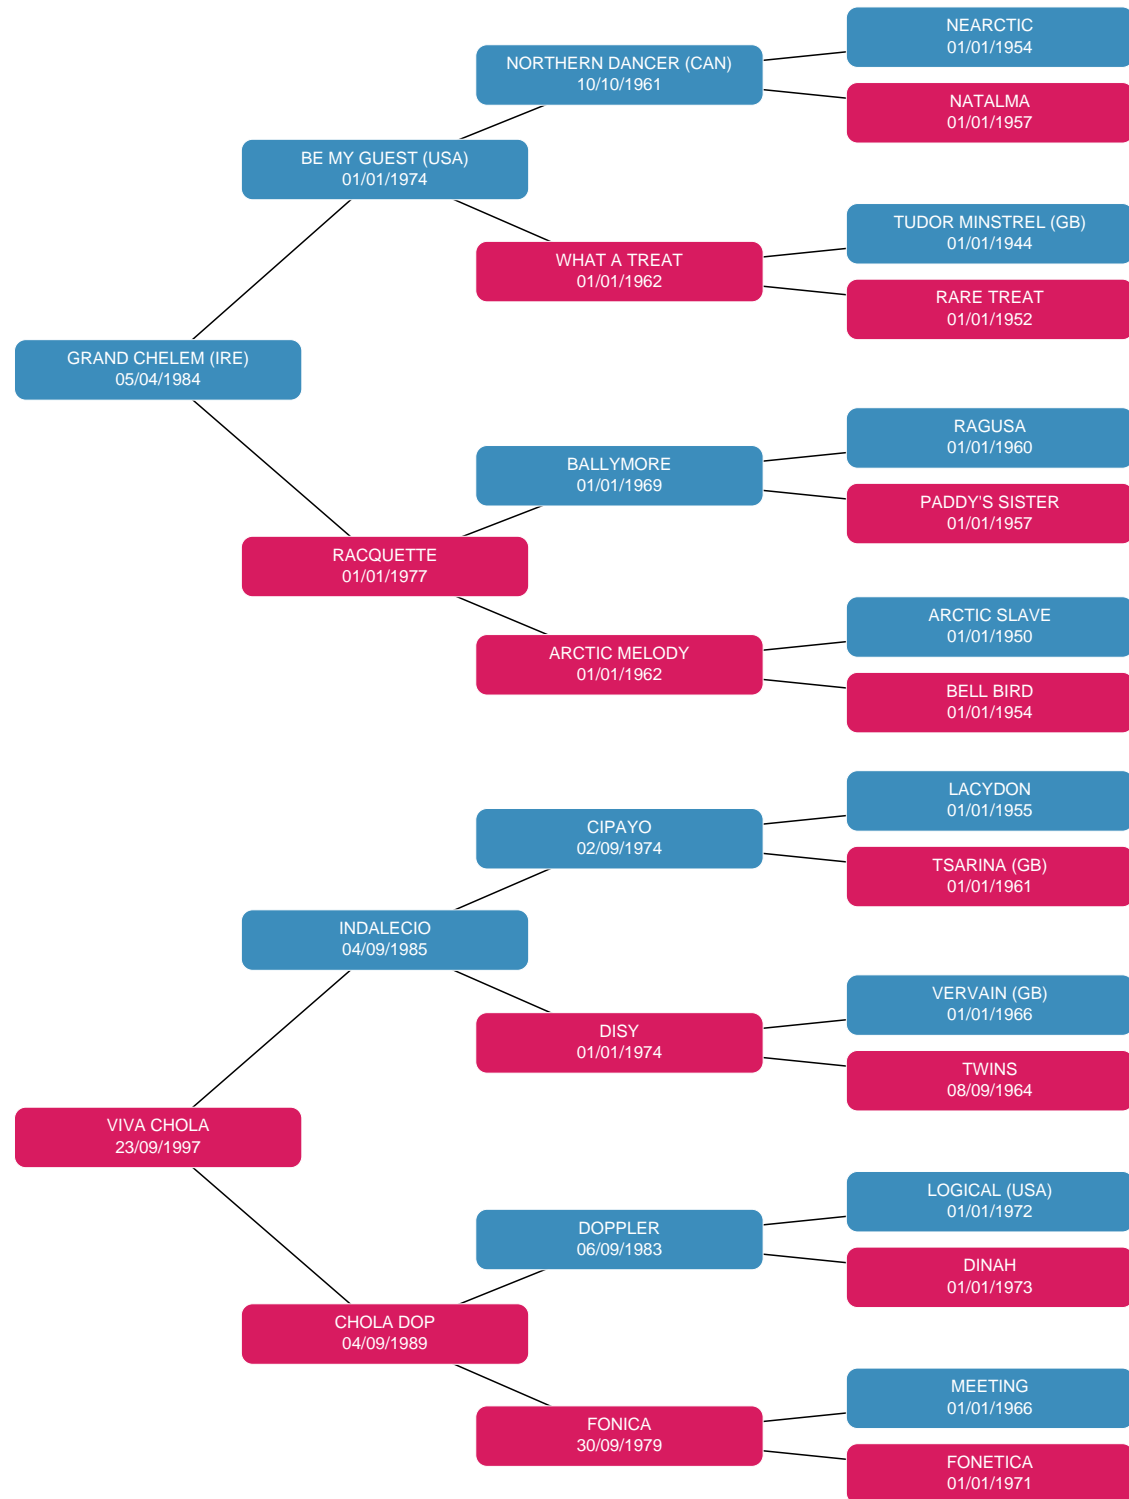 NEARCTIC
01/01/1954
NORTHERN DANCER (CAN)
10/10/1961
NATALMA
01/01/1957
BE MY GUEST (USA)
01/01/1974
TUDOR MINSTREL (GB)
01/01/1944
WHAT A TREAT
01/01/1962
RARE TREAT
01/01/1952
GRAND CHELEM (IRE)
05/04/1984
RAGUSA
01/01/1960
BALLYMORE
01/01/1969
PADDY'S SISTER
01/01/1957
RACQUETTE
01/01/1977
ARCTIC SLAVE
01/01/1950
ARCTIC MELODY
01/01/1962
BELL BIRD
01/01/1954
LACYDON
01/01/1955
CIPAYO
02/09/1974
TSARINA (GB)
01/01/1961
INDALECIO
04/09/1985
VERVAIN (GB)
01/01/1966
DISY
01/01/1974
TWINS
08/09/1964
VIVA CHOLA
23/09/1997
LOGICAL (USA)
01/01/1972
DOPPLER
06/09/1983
DINAH
01/01/1973
CHOLA DOP
04/09/1989
MEETING
01/01/1966
FONICA
30/09/1979
FONETICA
01/01/1971